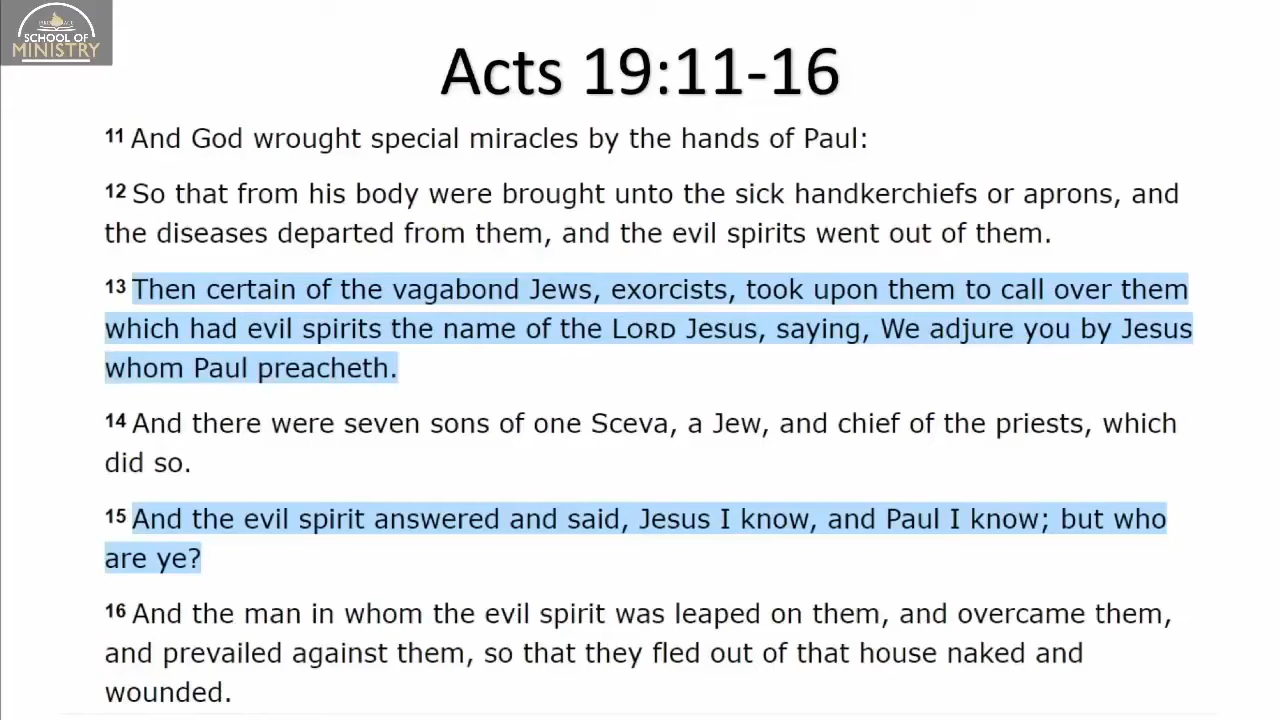 SCHOOL OF
MINISTRY
Acts 19:11-16
11 And God wrought special miracles by the hands of Paul:
12 So that from his body were brought unto the sick handkerchiefs or aprons, and
the diseases departed from them, and the evil spirits went out of them.
13 Then certain of the vagabond Jews, exorcists, took upon them to call over them
which had evil spirits the name of the LORD Jesus, saying, We adjure you by Jesus
whom Paul preacheth.
14 And there were seven sons of one Sceva, a Jew, and chief of the priests, which
did so.
15 And the evil spirit answered and said, Jesus I know, and Paul I know; but who
are ye?
16 And the man in whom the evil spirit was leaped on them, and overcame them,
and prevailed against them, so that they fled out of that house naked and
wounded.